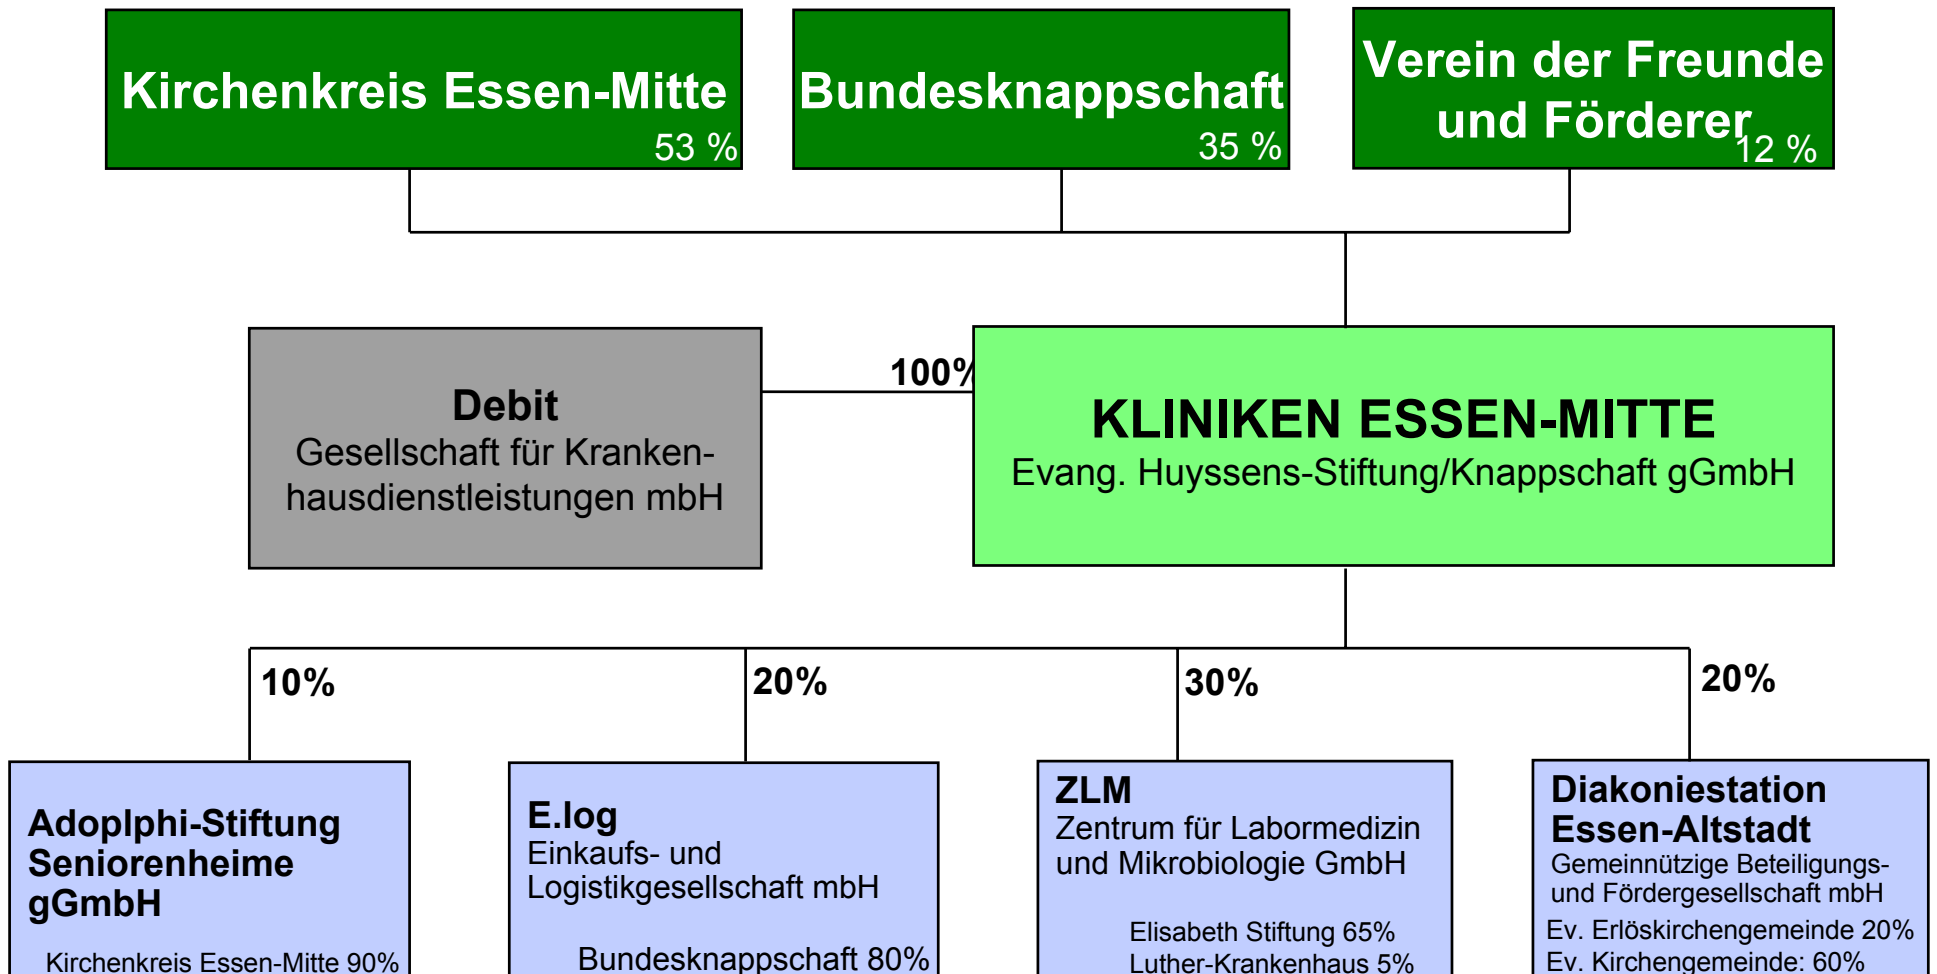 Kirchenkreis Essen-Mitte
53 %
Bundesknappschaft
35 %
Verein der Freunde
und Förderer
12 %
Debit
Gesellschaft für Kranken-
hausdienstleistungen mbH
100%
KLINIKEN ESSEN-MITTE
Evang. Huyssens-Stiftung/Knappschaft gGmbH
10%
20%
30%
20%
Adoplphi-Stiftung
Seniorenheime
gGmbH
Kirchenkreis Essen-Mitte 90%
E.log
Einkaufs- und
Logistikgesellschaft mbH
Bundesknappschaft 80%
ZLM
Zentrum für Labormedizin
und Mikrobiologie GmbH
Elisabeth Stiftung 65%
Luther-Krankenhaus 5%
Diakoniestation
Essen-Altstadt
Gemeinnützige Beteiligungs-
und Fördergesellschaft mbH
Ev. Erlöskirchengemeinde 20%
Ev. Kirchengemeinde: 60%